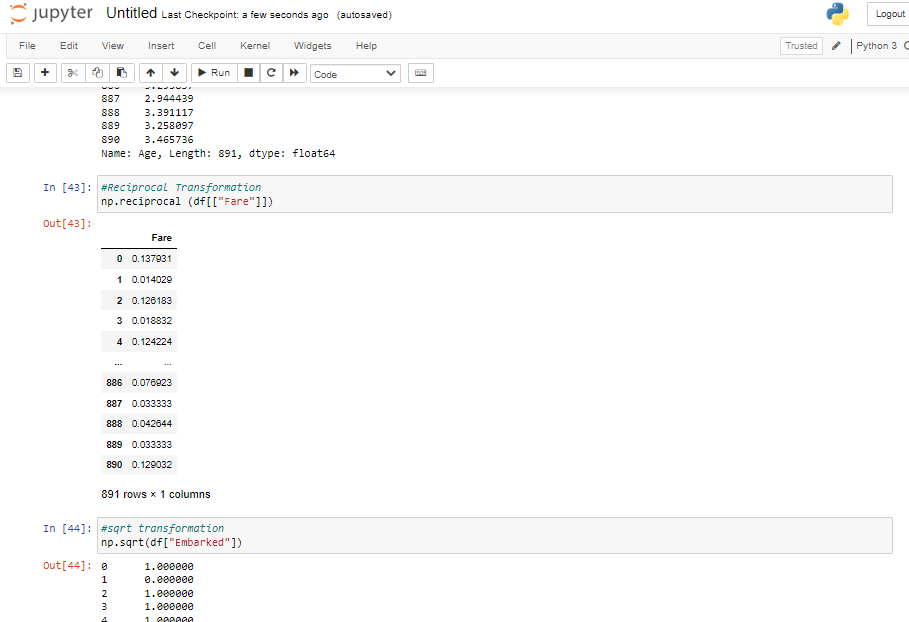 jupyter Untitled Last Checkpoint: a few seconds ago (autosaved)
Logout
File Edit View Insert Cell Kernel Widgets Help
Trusted Python 3
Run Code
887 2.944439
888 3.391117
889 3.258097
890 3.465736
Name: Age, Length: 891, dtype: float64
In [43]: #Reciprocal Transformation
np.reciprocal (df[["Fare"]])
Out[43]:
Fare
0 0.137931
1 0.014029
2 0.126183
3 0.018832
4 0.124224
... ...
886 0.076923
887 0.033333
888 0.042644
889 0.033333
890 0.129032
891 rows × 1 columns
In [44]: #sqrt transformation
np.sqrt(df["Embarked"])
Out[44]: 0 1.000000
1 0.000000
2 1.000000
3 1.000000
4 1.000000